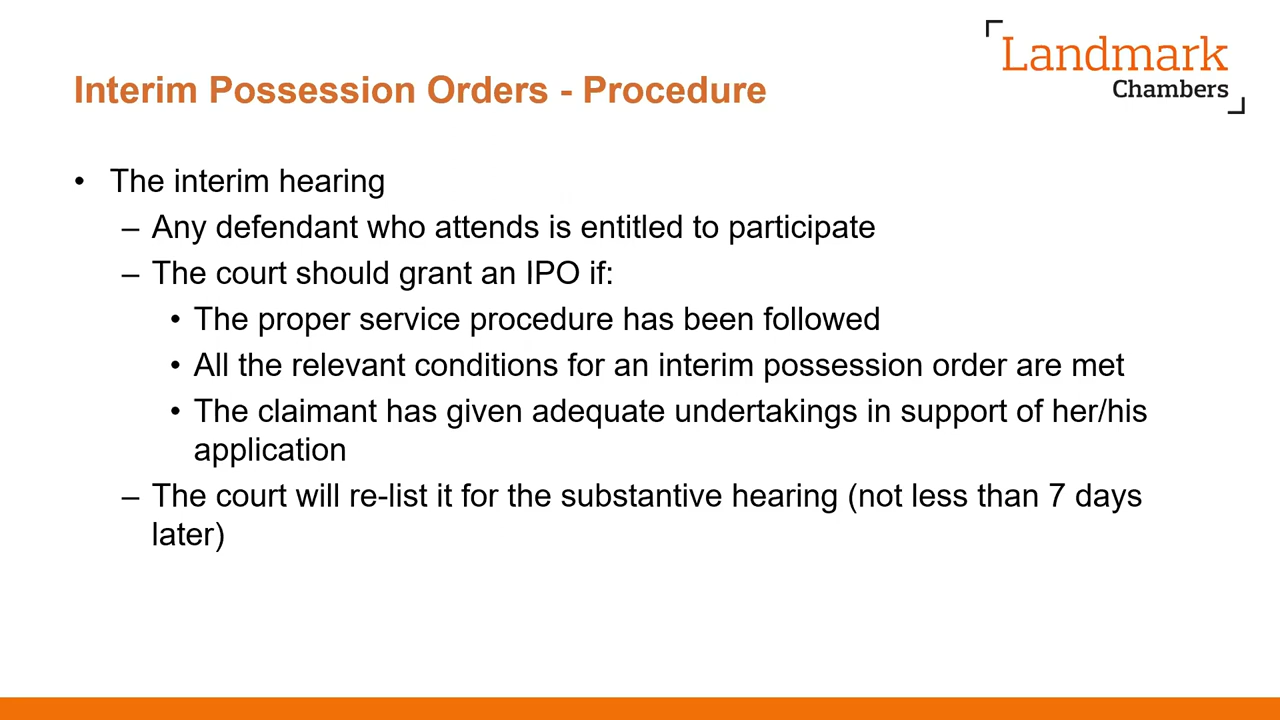 Landmark
Chambers
Interim Possession Orders - Procedure
• The interim hearing
– Any defendant who attends is entitled to participate
– The court should grant an IPO if:
• The proper service procedure has been followed
• All the relevant conditions for an interim possession order are met
• The claimant has given adequate undertakings in support of her/his
application
– The court will re-list it for the substantive hearing (not less than 7 days
later)